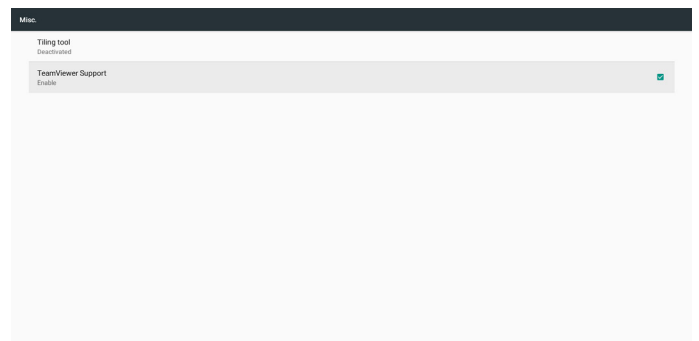 Misc.
Tiling tool
Deactivated
TeamViewer Support
Enable